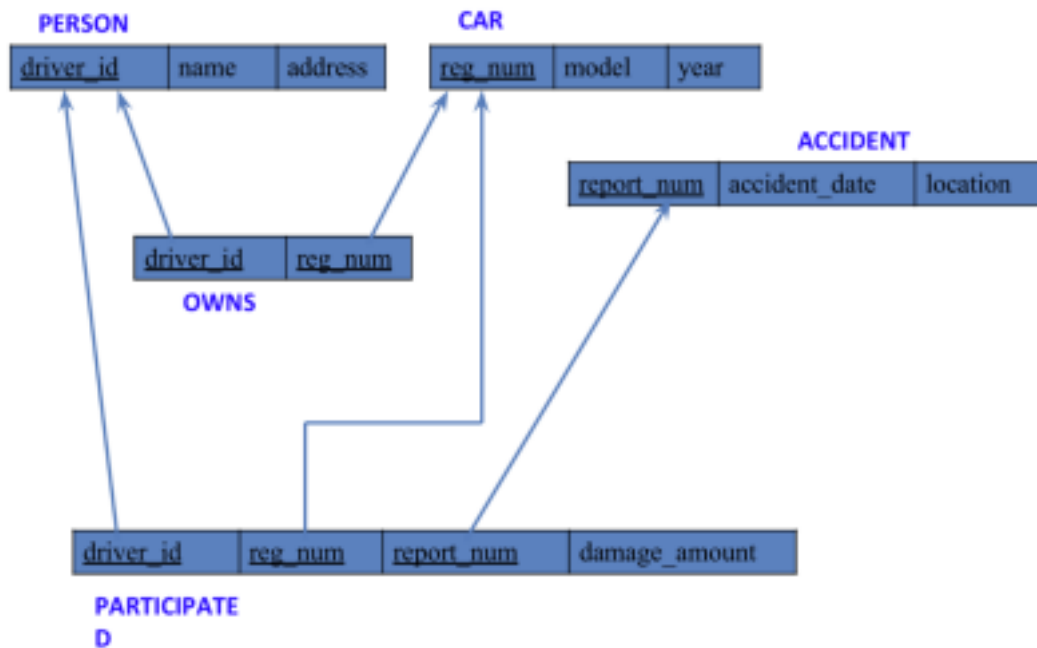 PERSON
CAR
driver_id name address
reg_num model year
ACCIDENT
report_num accident_date location
driver_id reg_num
OWNS
driver_id reg_num report_num damage_amount
PARTICIPATE
D